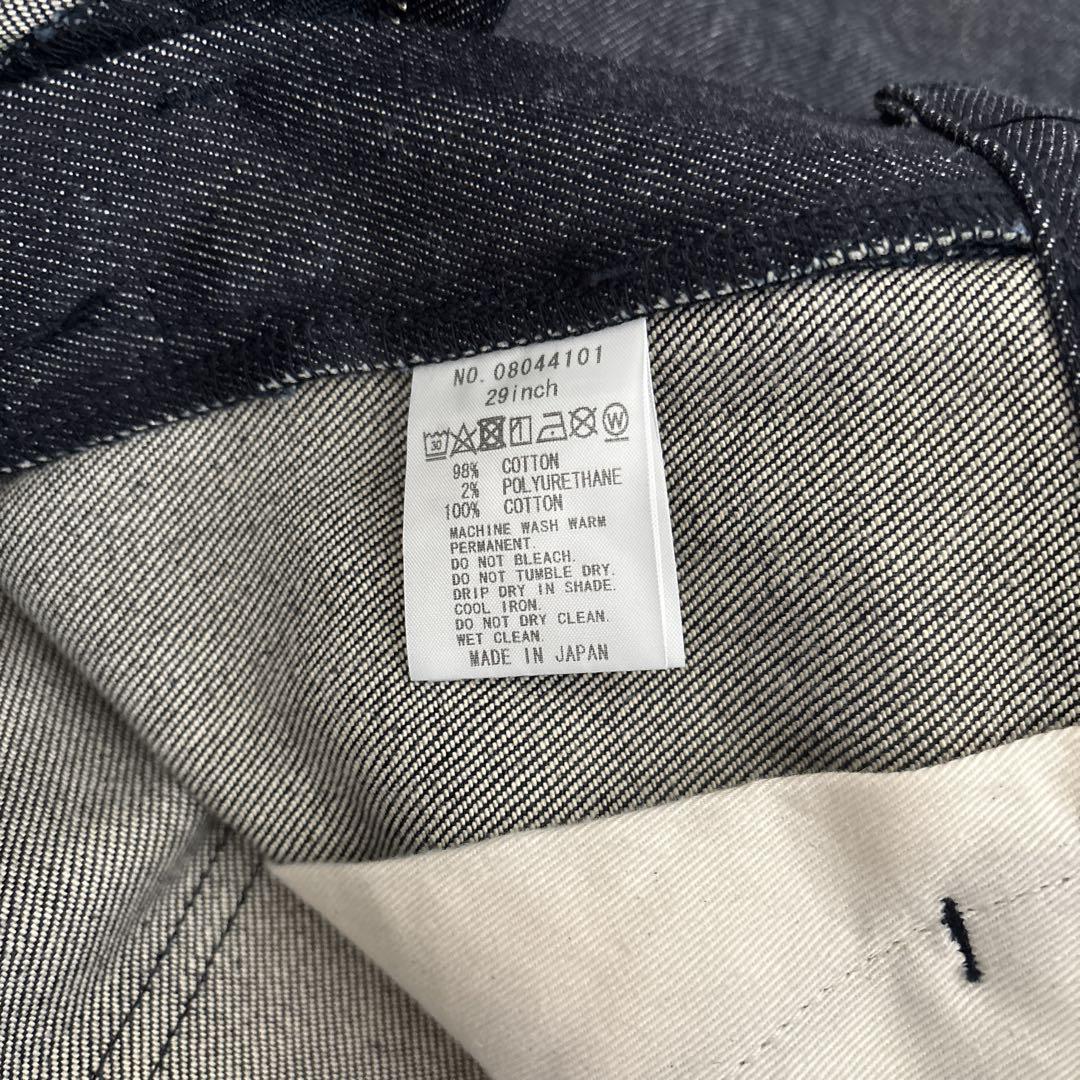 NO. 08044101
29inch
30 W
98% COTTON
2% POLYURETHANE
100% COTTON
MACHINE WASH WARM
PERMANENT.
DO NOT BLEACH.
DO NOT TUMBLE DRY.
DRIP DRY IN SHADE.
COOL IRON.
DO NOT DRY CLEAN.
WET CLEAN.
MADE IN JAPAN